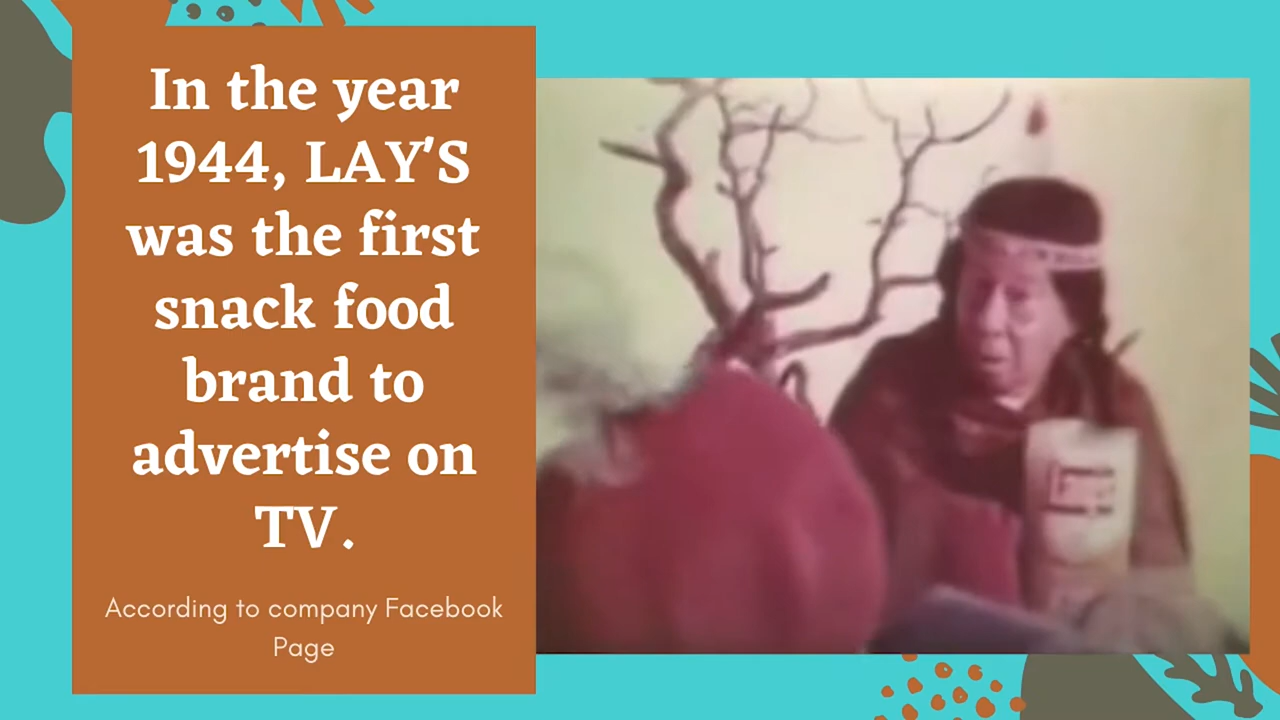 In the year
1944, LAY'S
was the first
snack food
brand to
advertise on
TV.
According to company Facebook
Page